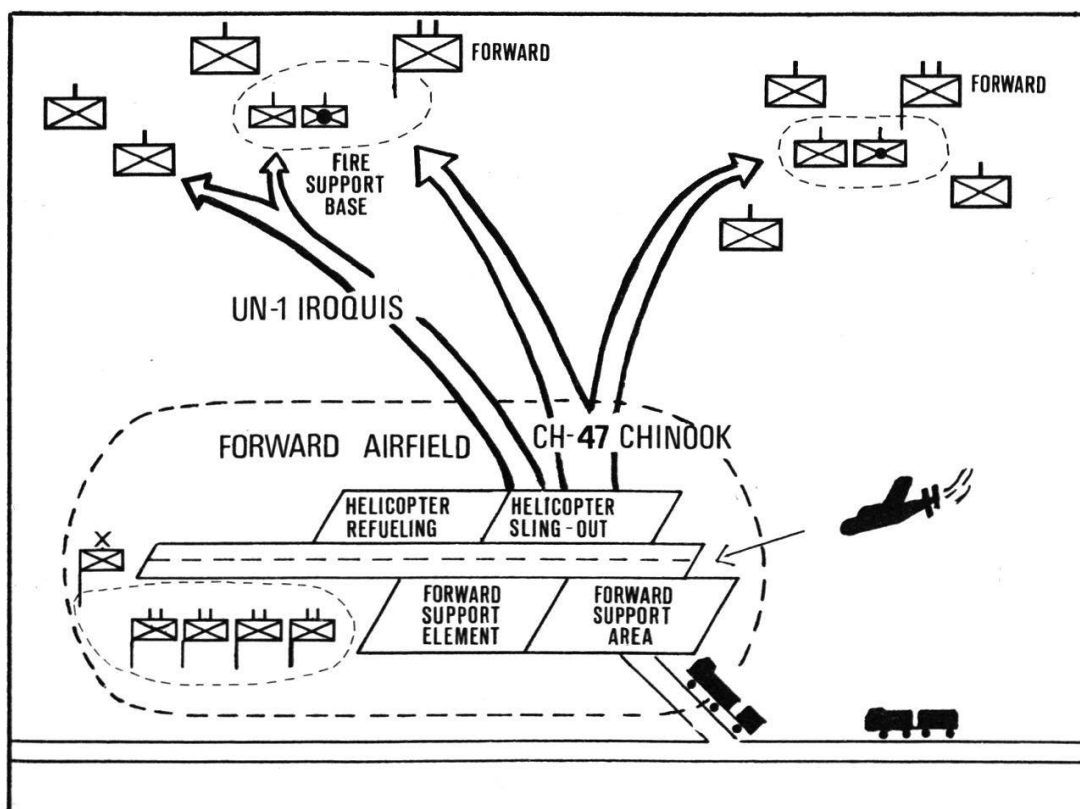 FORWARD
FORWARD
FIRE
SUPPORT
BASE
UN-1 IROQUIS
FORWARD AIRFIELD
CH-47 CHINOOK
HELICOPTER
REFUELING
HELICOPTER
SLING-OUT
FORWARD
SUPPORT
ELEMENT
FORWARD
SUPPORT
AREA